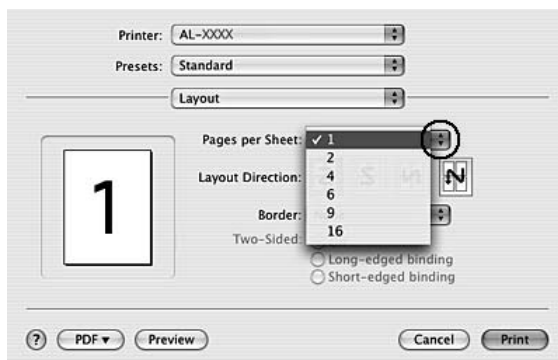 Printer: AL-XXXX
Presets: Standard
Layout
Pages per Sheet: ✓ 1
2
4
Layout Direction:
6
Border: 9
16
Two-Sided:
Long-edged binding
Short-edged binding
1
? PDF▼ Preview Cancel Print